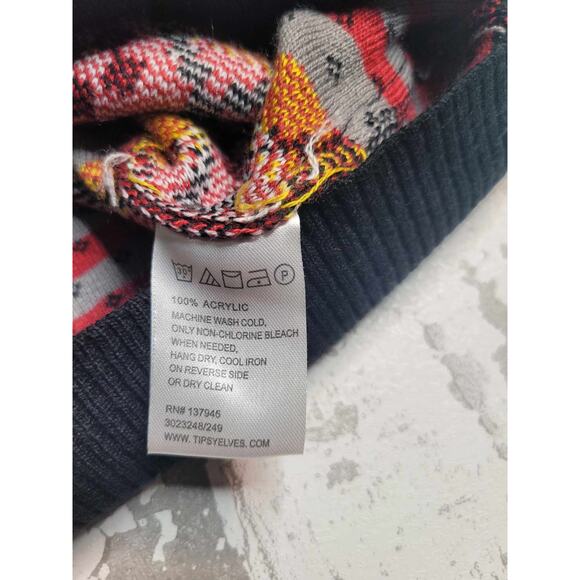 30°
P
100% ACRYLIC
MACHINE WASH COLD,
ONLY NON-CHLORINE BLEACH
WHEN NEEDED,
HANG DRY, COOL IRON
ON REVERSE SIDE
OR DRY CLEAN
RN# 137946
3023248/249
WWW. TIPSYELVES. COM